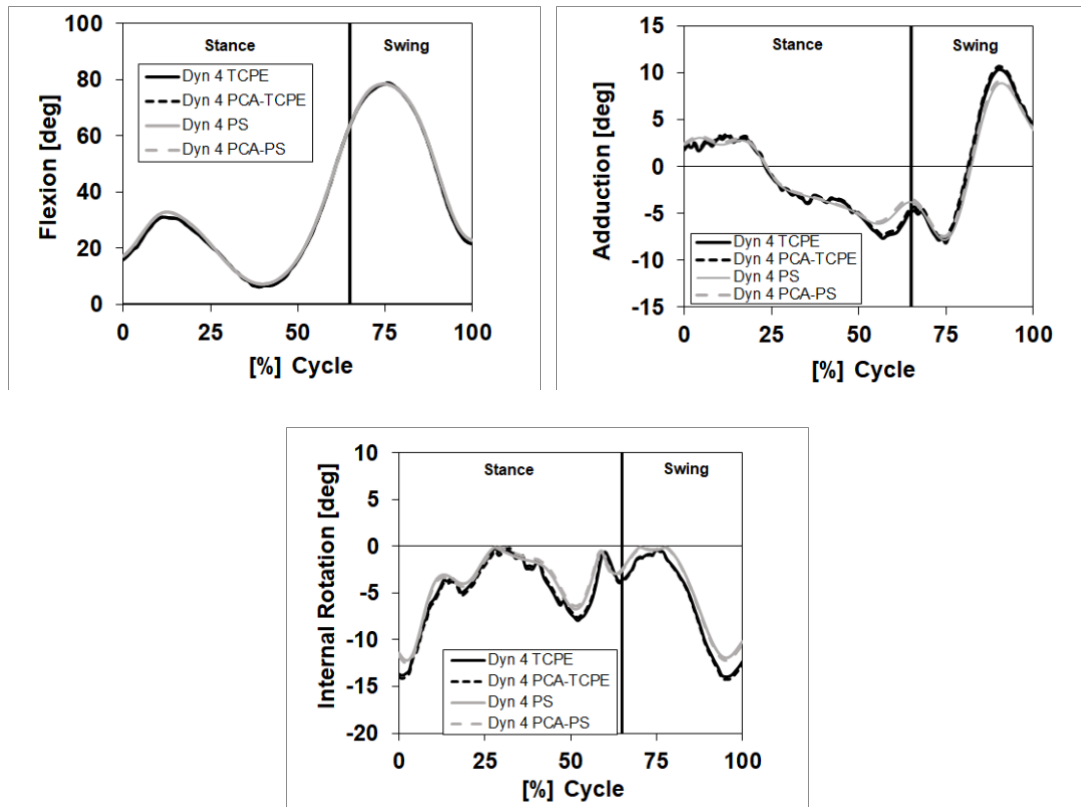 100
80
60
40
20
0
Flexion [deg]
Stance
Swing
Dyn 4 TCPE
Dyn 4 PCA-TCPE
Dyn 4 PS
Dyn 4 PCA-PS
0 25 50 75 100
[%] Cycle
15
10
5
0
-5
-10
-15
Adduction [deg]
Stance
Swing
Dyn 4 TCPE
Dyn 4 PCA-TCPE
Dyn 4 PS
Dyn 4 PCA-PS
0 25 50 75 100
[%] Cycle
10
5
0
-5
-10
-15
-20
Internal Rotation [deg]
Stance
Swing
Dyn 4 TCPE
Dyn 4 PCA-TCPE
Dyn 4 PS
Dyn 4 PCA-PS
0 25 50 75 100
[%] Cycle